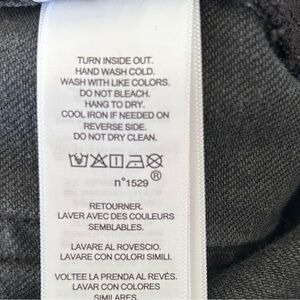 TURN INSIDE OUT.
HAND WASH COLD.
WASH WITH LIKE COLORS.
DO NOT BLEACH.
HANG TO DRY.
COOL IRON IF NEEDED ON
REVERSE SIDE.
DO NOT DRY CLEAN.
®
n°1529
RETOURNER.
LAVER AVEC DES COULEURS
SEMBLABLES.
LAVARE AL ROVESCIO.
LAVARE CON COLORI SIMILI.
VOLTEE LA PRENDA AL REVÉS.
LAVAR CON COLORES
SIMILARES.